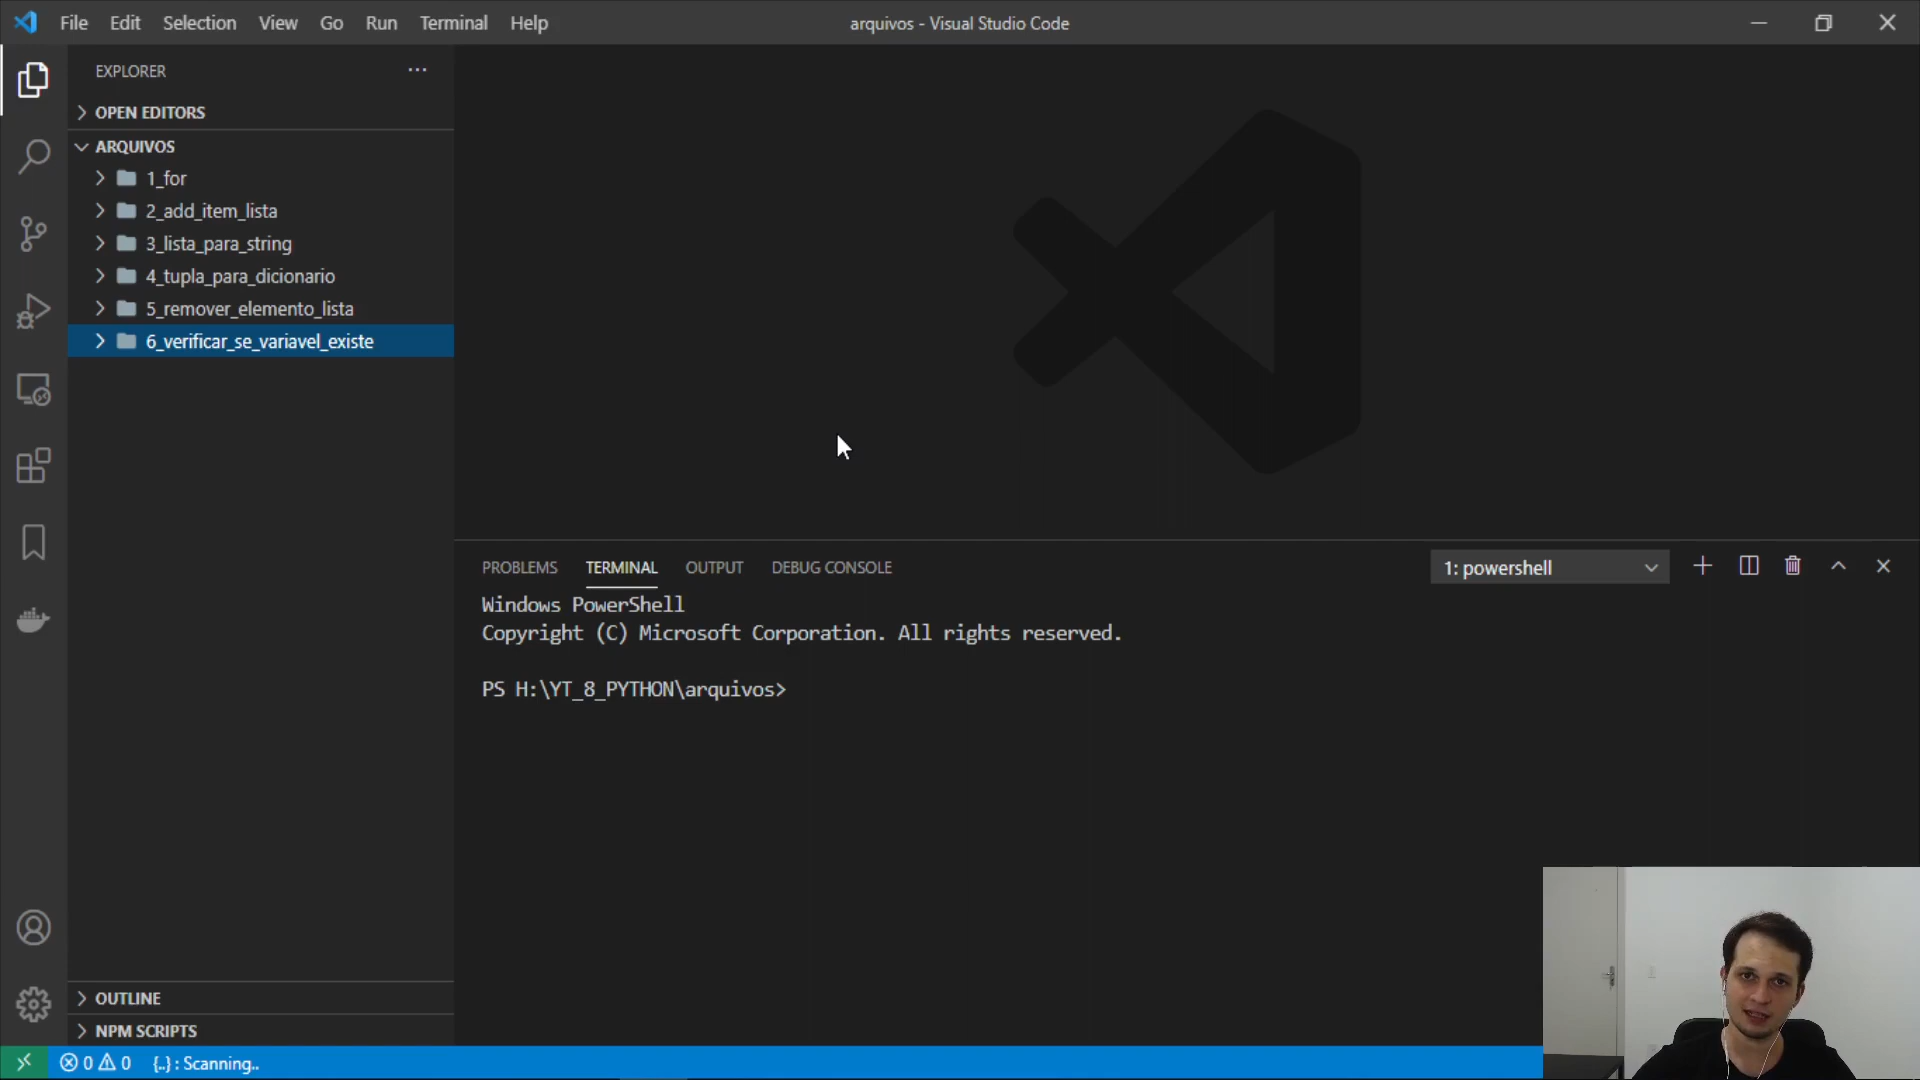 File Edit Selection View Go Run Terminal Help
arquivos - Visual Studio Code
EXPLORER
OPEN EDITORS
ARQUIVOS
1_for
2_add_item_lista
3_lista_para_string
4_tupla_para_dicionario
5_remover_elemento_lista
6_verificar_se_variavel_existe
PROBLEMS TERMINAL OUTPUT DEBUG CONSOLE
1: powershell
Windows PowerShell
Copyright (C) Microsoft Corporation. All rights reserved.
PS H:\YT_8_PYTHON\arquivos>
OUTLINE
NPM SCRIPTS
0 0 {..} : Scanning..